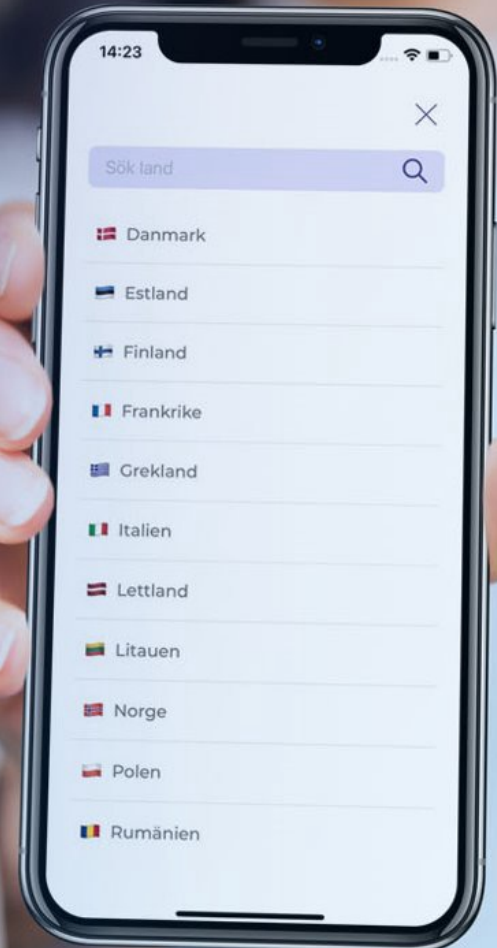 14:23
Sök land
Danmark
Estland
Finland
Frankrike
Grekland
Italien
Lettland
Litauen
Norge
Polen
Rumänien